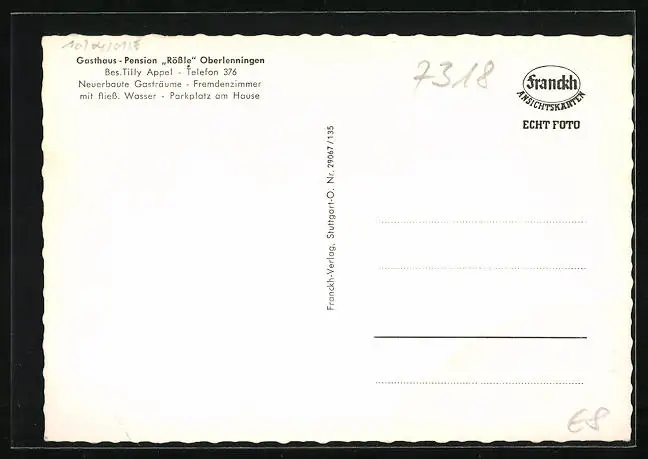 Gasthaus - Pension „Rößle" Oberlenningen
Bes. Tilly Appel - Telefon 376
Neuerbaute Gasträume - Fremdenzimmer
mit fließ. Wasser - Parkplatz am Hause
7318
Franckh
ANSICHTSKARTEN
ECHT FOTO
Franckh-Verlag, Stuttgart-O. Nr. 29067/135